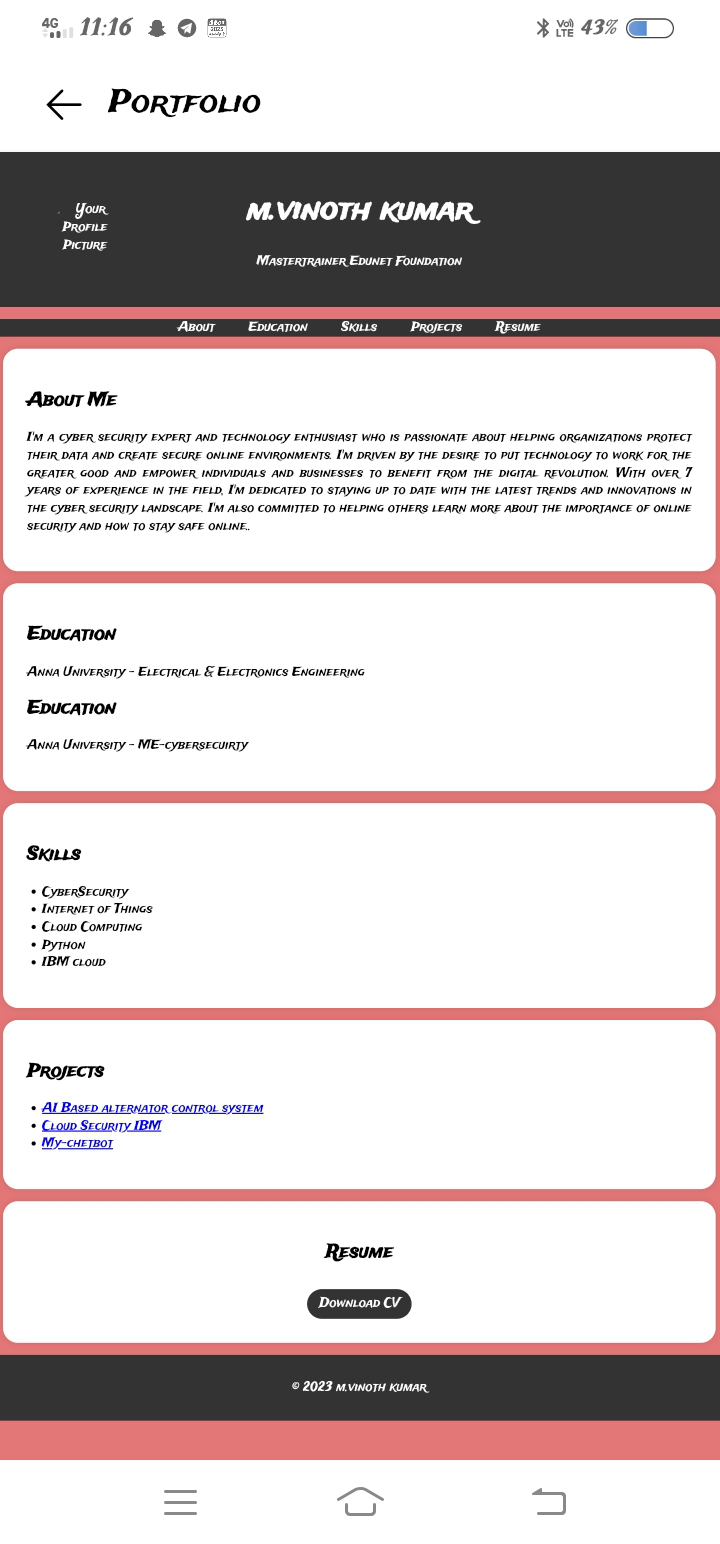 4G 11:16 Vo)) LTE 43%
Portfolio
Your
Profile
Picture
M.VINOTH KUMAR
Mastertrainer Edunet Foundation
About Education Skills Projects Resume
About Me
I'm a cyber security expert and technology enthusiast who is passionate about helping organizations protect
their data and create secure online environments. I'm driven by the desire to put technology to work for the
greater good and empower individuals and businesses to benefit from the digital revolution. With over 7
years of experience in the field, I'm dedicated to staying up to date with the latest trends and innovations in
the cyber security landscape. I'm also committed to helping others learn more about the importance of online
security and how to stay safe online..
Education
Anna University - Electrical & Electronics Engineering
Education
Anna University - ME-cybersecuirty
Skills
• CyberSecurity
• Internet of Things
• Cloud Computing
• Python
• IBM cloud
Projects
• AI Based alternator control system
• Cloud Security IBM
• My-chetbot
Resume
Download CV
© 2023 m.vinoth kumar